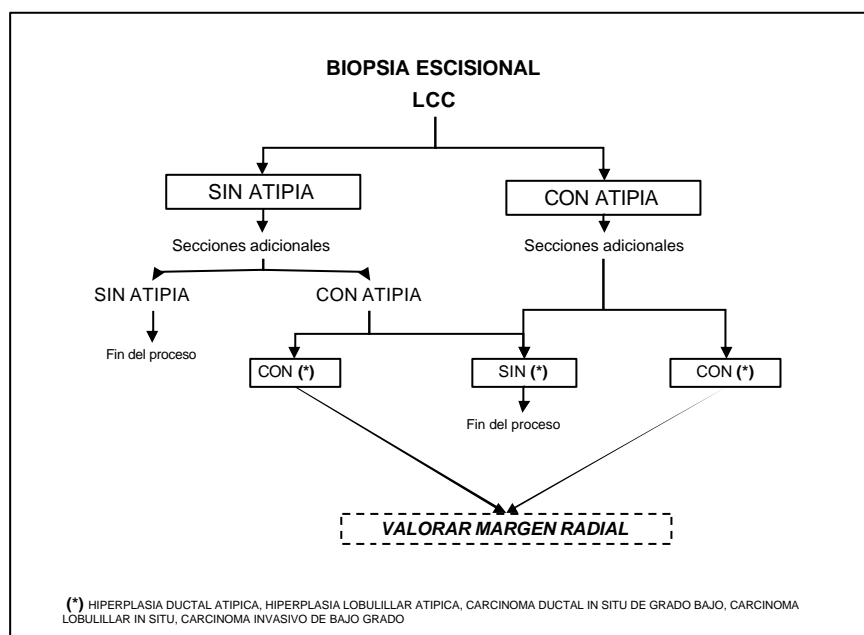 BIOPSIA ESCISIONAL
LCC
SIN ATIPIA
CON ATIPIA
Secciones adicionales
Secciones adicionales
SIN ATIPIA
CON ATIPIA
Fin del proceso
CON (*)
SIN (*)
CON (*)
Fin del proceso
VALORAR MARGEN RADIAL
(*) HIPERPLASIA DUCTAL ATIPICA, HIPERPLASIA LOBULILLAR ATIPICA, CARCINOMA DUCTAL IN SITU DE GRADO BAJO, CARCINOMA
LOBULILLAR IN SITU, CARCINOMA INVASIVO DE BAJO GRADO